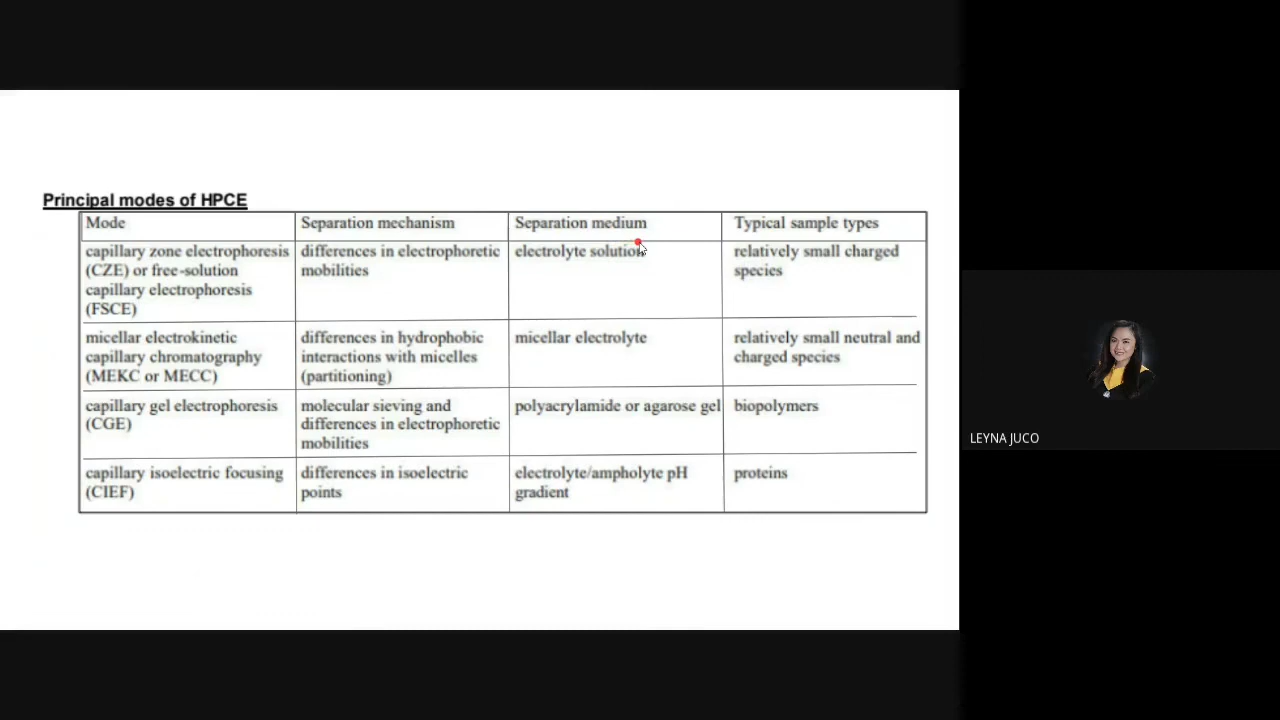 Principal modes of HPCE
Mode
Separation mechanism
Separation medium
Typical sample types
capillary zone electrophoresis
(CZE) or free-solution
capillary electrophoresis
(FSCE)
differences in electrophoretic
mobilities
electrolyte solution
relatively small charged
species
micellar electrokinetic
capillary chromatography
(MEKC or MECC)
differences in hydrophobic
interactions with micelles
(partitioning)
micellar electrolyte
relatively small neutral and
charged species
capillary gel electrophoresis
(CGE)
molecular sieving and
differences in electrophoretic
mobilities
polyacrylamide or agarose gel
biopolymers
capillary isoelectric focusing
(CIEF)
differences in isoelectric
points
electrolyte/ampholyte pH
gradient
proteins
LEYNA JUCO